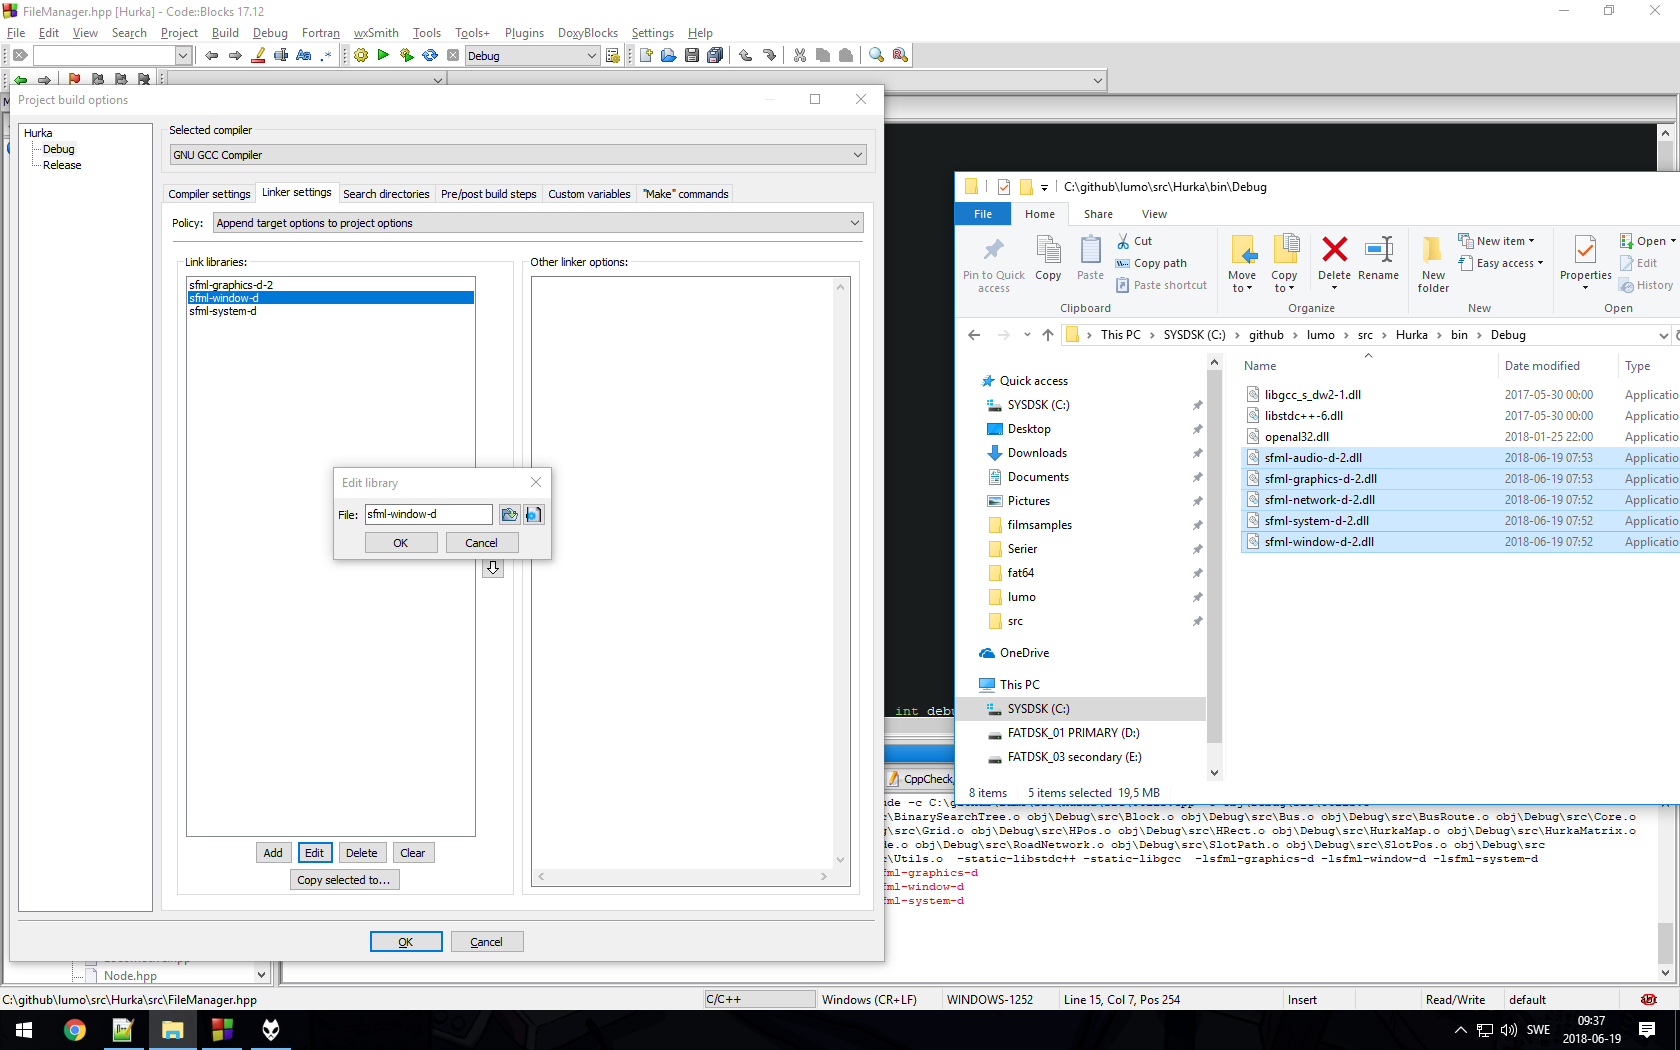 FileManager.hpp [Hurka] - Code::Blocks 17.12
File Edit View Search Project Build Debug Fortran wxSmith Tools Tools+ Plugins DoxyBlocks Settings Help
Debug
Project build options
Hurka
Debug
Release
Selected compiler
GNU GCC Compiler
Compiler settings Linker settings Search directories Pre/post build steps Custom variables "Make" commands
Policy: Append target options to project options
Link libraries:
sfml-graphics-d-2
sfml-window-d
sfml-system-d
Other linker options:
Edit library
File: sfml-window-d
OK Cancel
Add Edit Delete Clear
Copy selected to...
OK Cancel
C:\github\lumo\src\Hurka\bin\Debug
File Home Share View
Pin to Quick access
Copy
Paste
Cut
Copy path
Paste shortcut
Clipboard
Move to
Copy to
Delete
Rename
Organize
New folder
New item
Easy access
New
Properties
Open
Edit
History
Open
This PC > SYSDSK (C:) > github > lumo > src > Hurka > bin > Debug
Quick access
SYSDSK (C:)
Desktop
Downloads
Documents
Pictures
filmsamples
Serier
fat64
lumo
src
OneDrive
This PC
SYSDSK (C:)
FATDSK_01 PRIMARY (D:)
FATDSK_03 secondary (E:)
Name Date modified Type
libgcc_s_dw2-1.dll 2017-05-30 00:00 Applicatio
libstdc++-6.dll 2017-05-30 00:00 Applicatio
openal32.dll 2018-01-25 22:00 Applicatio
sfml-audio-d-2.dll 2018-06-19 07:53 Applicatio
sfml-graphics-d-2.dll 2018-06-19 07:53 Applicatio
sfml-network-d-2.dll 2018-06-19 07:52 Applicatio
sfml-system-d-2.dll 2018-06-19 07:52 Applicatio
sfml-window-d-2.dll 2018-06-19 07:52 Applicatio
8 items 5 items selected 19,5 MB
int debu
CppCheck
ude -c
c\BinarySearchTree.o obj\Debug\src\Block.o obj\Debug\src\Bus.o obj\Debug\src\BusRoute.o obj\Debug\src\Core.o
g\src\Grid.o obj\Debug\src\HPos.o obj\Debug\src\HRect.o obj\Debug\src\HurkaMap.o obj\Debug\src\HurkaMatrix.o
de.o obj\Debug\src\RoadNetwork.o obj\Debug\src\SlotPath.o obj\Debug\src\SlotPos.o obj\Debug\src
c\Utils.o -static-libstdc++ -static-libgcc -lsfml-graphics-d -lsfml-window-d -lsfml-system-d
fml-graphics-d
fml-window-d
fml-system-d
Node.hpp
C:\github\lumo\src\Hurka\src\FileManager.hpp C/C++ Windows (CR+LF) WINDOWS-1252 Line 15, Col 7, Pos 254 Insert Read/Write default
SWE
09:37
2018-06-19